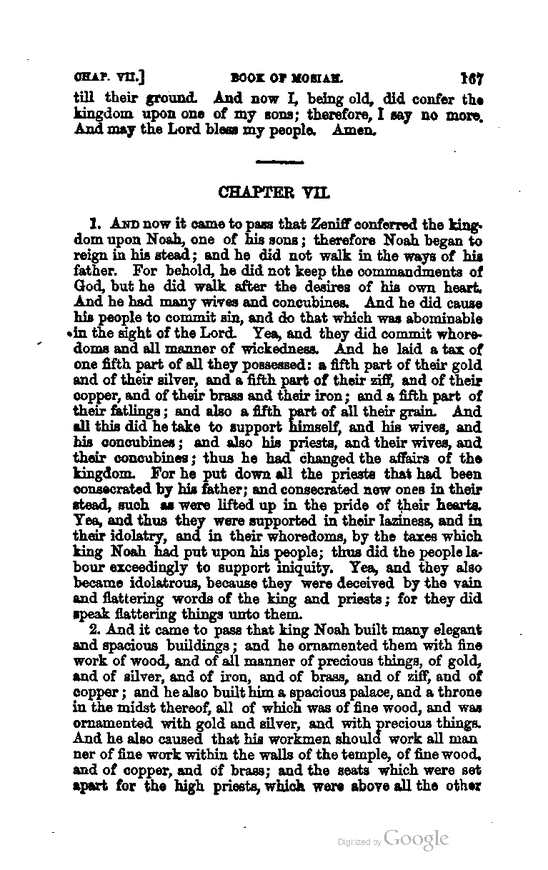 CHAP. VII.] BOOK OF MOSIAH. 167
till their ground. And now I, being old, did confer the
kingdom upon one of my sons; therefore, I say no more.
And may the Lord bless my people. Amen.
CHAPTER VII.
1. AND now it came to pass that Zeniff conferred the king-
dom upon Noah, one of his sons; therefore Noah began to
reign in his stead; and he did not walk in the ways of his
father. For behold, he did not keep the commandments of
God, but he did walk after the desires of his own heart.
And he had many wives and concubines. And he did cause
his people to commit sin, and do that which was abominable
in the sight of the Lord. Yea, and they did commit whore-
doms and all manner of wickedness. And he laid a tax of
one fifth part of all they possessed: a fifth part of their gold
and of their silver, and a fifth part of their ziff, and of their
copper, and of their brass and their iron; and a fifth part of
their fatlings; and also a fifth part of all their grain. And
all this did he take to support himself, and his wives, and
his concubines; and also his priests, and their wives, and
their concubines; thus he had changed the affairs of the
kingdom. For he put down all the priests that had been
consecrated by his father; and consecrated new ones in their
stead, such as were lifted up in the pride of their hearts.
Yea, and thus they were supported in their laziness, and in
their idolatry, and in their whoredoms, by the taxes which
king Noah had put upon his people; thus did the people la-
bour exceedingly to support iniquity. Yea, and they also
became idolatrous, because they were deceived by the vain
and flattering words of the king and priests; for they did
speak flattering things unto them.
2. And it came to pass that king Noah built many elegant
and spacious buildings; and he ornamented them with fine
work of wood, and of all manner of precious things, of gold,
and of silver, and of iron, and of brass, and of ziff, and of
copper; and he also built him a spacious palace, and a throne
in the midst thereof, all of which was of fine wood, and was
ornamented with gold and silver, and with precious things.
And he also caused that his workmen should work all man
ner of fine work within the walls of the temple, of fine wood,
and of copper, and of brass; and the seats which were set
apart for the high priests, which were above all the other
Digitized by Google